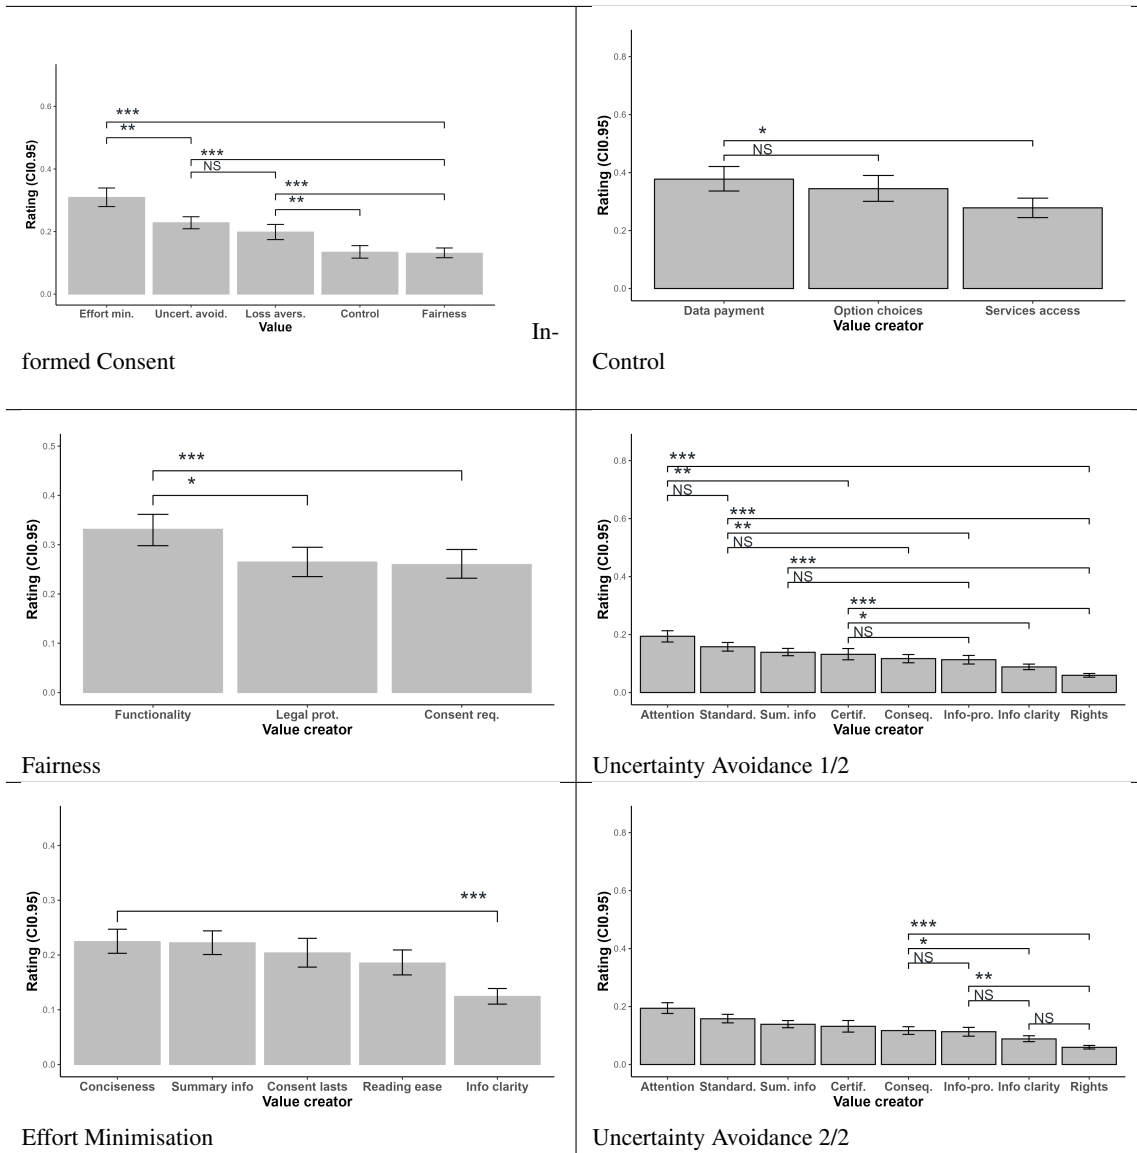 Rating (CI0.95)
0.6
0.4
0.2
0.0
***
**
***
NS
***
**
Effort min. Uncert. avoid. Loss avers. Control Fairness
Value
In-
formed Consent
Rating (CI0.95)
0.8
0.6
0.4
0.2
0.0
*
NS
Data payment Option choices Services access
Value creator
Control
Rating (CI0.95)
0.5
0.4
0.3
0.2
0.1
0.0
***
*
Functionality Legal prot. Consent req.
Value creator
Fairness
Rating (CI0.95)
0.8
0.6
0.4
0.2
0.0
***
**
NS
***
**
NS
***
NS
***
*
NS
Attention Standard. Sum. info Certif. Conseq. Info-pro. Info clarity Rights
Value creator
Uncertainty Avoidance 1/2
Rating (CI0.95)
0.4
0.3
0.2
0.1
0.0
***
Conciseness Summary info Consent lasts Reading ease Info clarity
Value creator
Effort Minimisation
Rating (CI0.95)
0.8
0.6
0.4
0.2
0.0
***
*
NS
**
NS
NS
Attention Standard. Sum. info Certif. Conseq. Info-pro. Info clarity Rights
Value creator
Uncertainty Avoidance 2/2